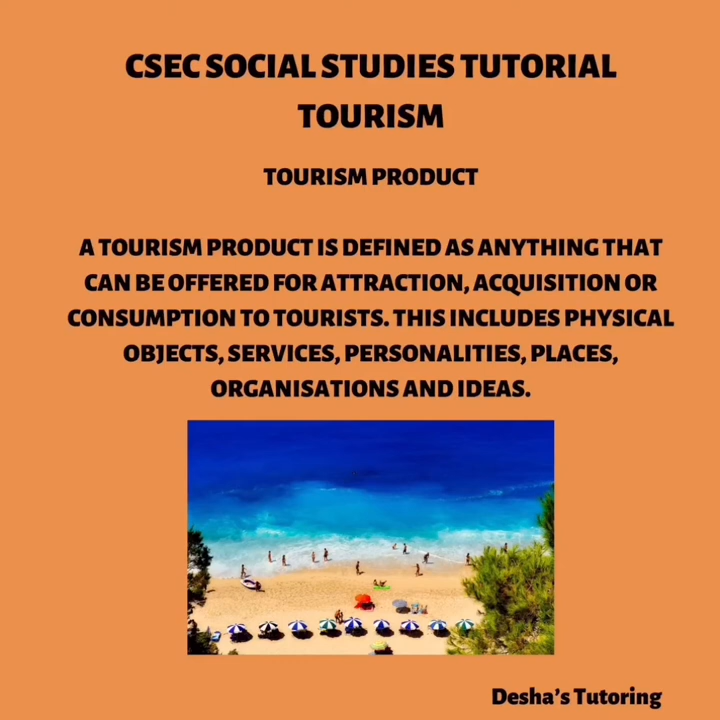 CSEC SOCIAL STUDIES TUTORIAL
TOURISM
TOURISM PRODUCT
A TOURISM PRODUCT IS DEFINED AS ANYTHING THAT
CAN BE OFFERED FOR ATTRACTION, ACQUISITION OR
CONSUMPTION TO TOURISTS. THIS INCLUDES PHYSICAL
OBJECTS, SERVICES, PERSONALITIES, PLACES,
ORGANISATIONS AND IDEAS.
Desha's Tutoring